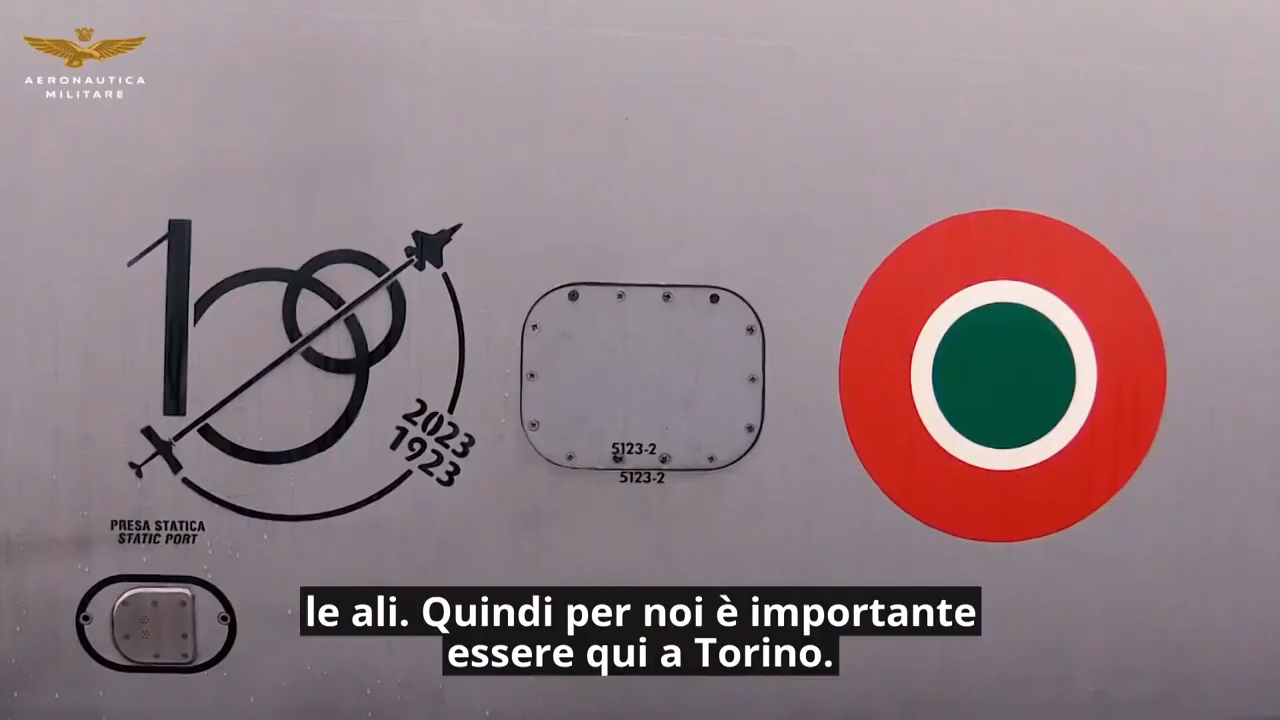 AERONAUTICA
MILITARE
100
2023
1923
5123-2
5123-2
PRESA STATICA
STATIC PORT
le ali. Quindi per noi è importante
essere qui a Torino.